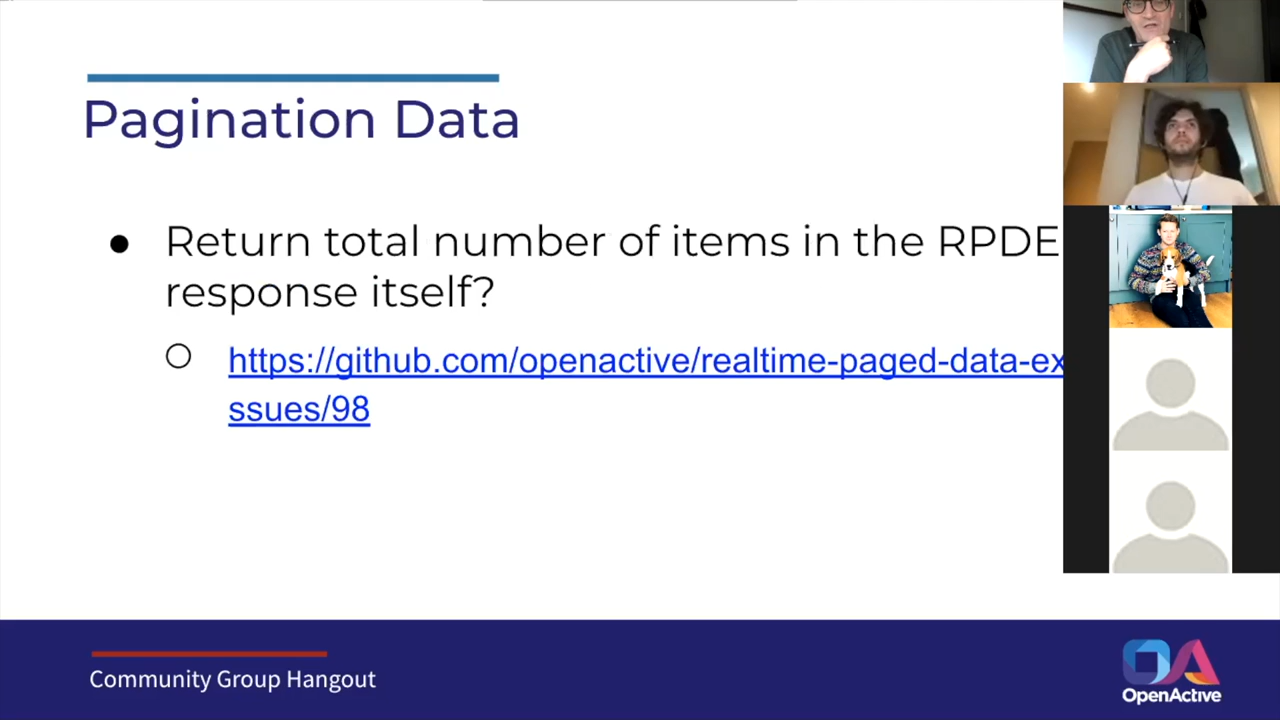 Pagination Data
● Return total number of items in the RPDE
response itself?
○ https://github.com/openactive/realtime-paged-data-ex
ssues/98
Community Group Hangout
OpenActive